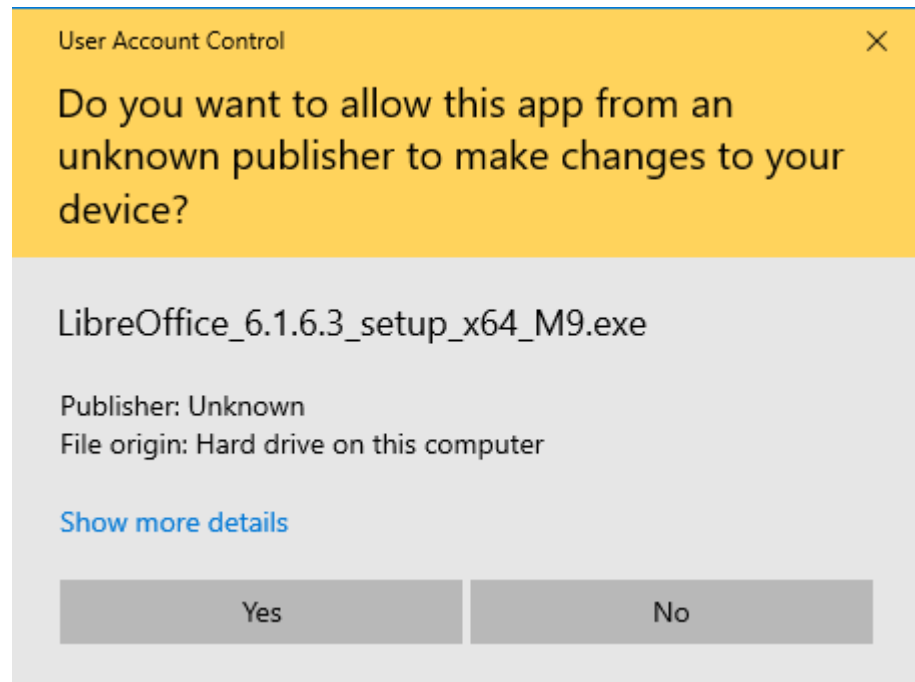 User Account Control
Do you want to allow this app from an
unknown publisher to make changes to your
device?
LibreOffice_6.1.6.3_setup_x64_M9.exe
Publisher: Unknown
File origin: Hard drive on this computer
Show more details
Yes No